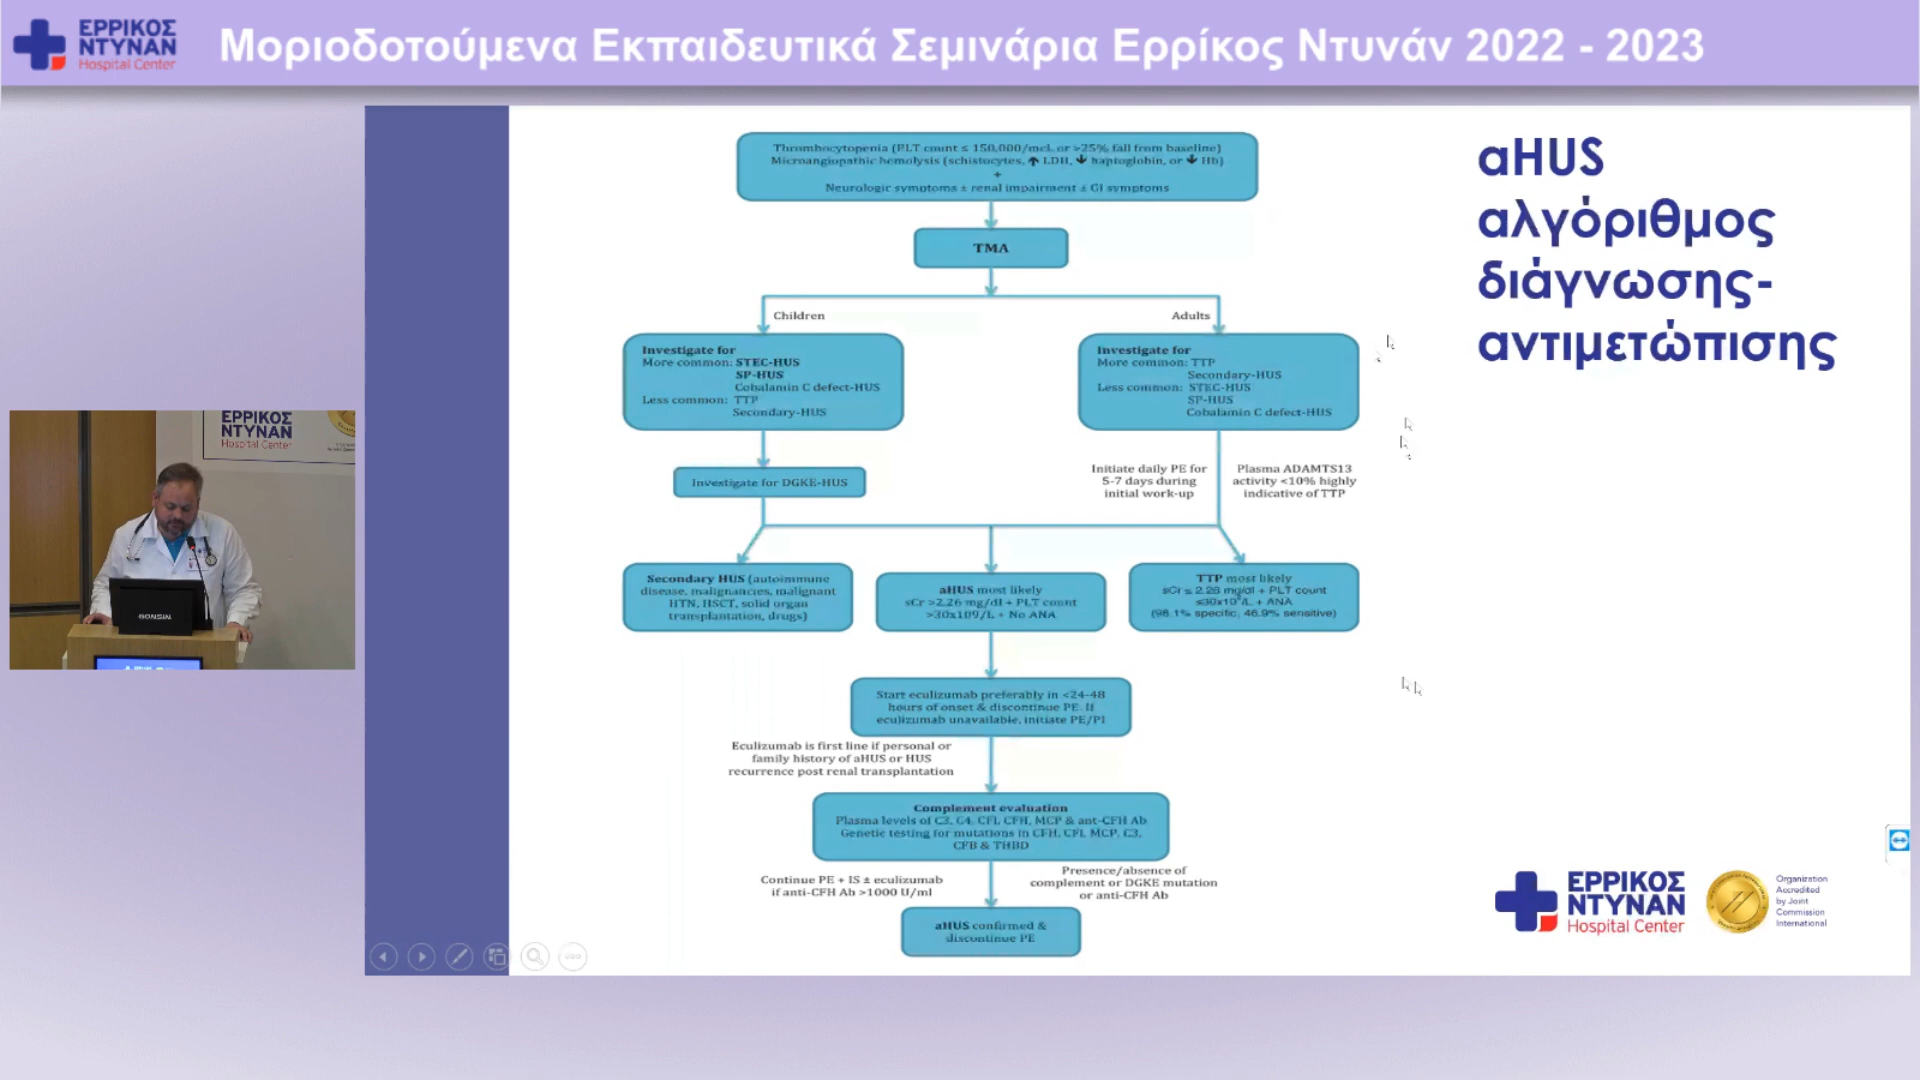 ΕΡΡΙΚΟΣ
ΝΤΥΝΑΝ
Hospital Center
Μοριοδοτούμενα Εκπαιδευτικά Σεμινάρια Ερρίκος Ντυνάν 2022 - 2023
aHUS
αλγόριθμος
διάγνωσης-
αντιμετώπισης
Thrombocytopenia (PLT count ≤ 150,000/mcL or >25% fall from baseline)
Microangiopathic hemolysis (schistocytes, ↑ LDH, ↓ haptoglobin, or ↓ Hb)
+
Neurologic symptoms ± renal impairment ± GI symptoms
TMA
Children
Adults
Investigate for
More common: STEC-HUS
SP-HUS
Cobalamin C defect-HUS
Less common: TTP
Secondary-HUS
Investigate for
More common: TTP
Secondary-HUS
Less common: STEC-HUS
SP-HUS
Cobalamin C defect-HUS
Investigate for DGKE-HUS
Initiate daily PE for
5-7 days during
initial work-up
Plasma ADAMTS13
activity <10% highly
indicative of TTP
Secondary HUS (autoimmune
disease, malignancies, malignant
HTN, HSCT, solid organ
transplantation, drugs)
aHUS most likely
sCr >2.26 mg/dl + PLT count
>30x109/L + No ANA
TTP most likely
sCr ≤ 2.26 mg/dl + PLT count
≤30x10⁹/L + ANA
(98.1% specific, 46.9% sensitive)
Start eculizumab preferably in <24-48
hours of onset & discontinue PE. If
eculizumab unavailable, initiate PE/PI
Eculizumab is first line if personal or
family history of aHUS or HUS
recurrence post renal transplantation
Complement evaluation
Plasma levels of C3, C4, CFI, CFH, MCP & ant-CFH Ab
Genetic testing for mutations in CFH, CFI, MCP, C3,
CFB & THBD
Continue PE + IS ± eculizumab
if anti-CFH Ab >1000 U/ml
Presence/absence of
complement or DGKE mutation
or anti-CFH Ab
aHUS confirmed &
discontinue PE
ΕΡΡΙΚΟΣ
ΝΤΥΝΑΝ
Hospital Center
GONSIN
ΕΡΡΙΚΟΣ
ΝΤΥΝΑΝ
Hospital Center
Organization
Accredited
by Joint
Commission
International